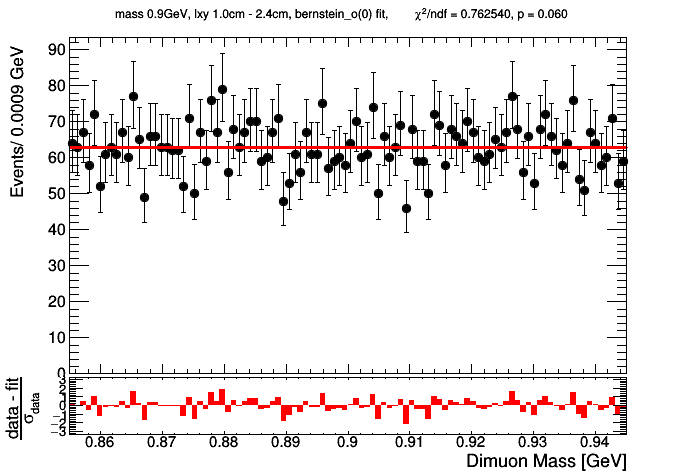 mass 0.9GeV, lxy 1.0cm - 2.4cm, bernstein_o(0) fit, χ²/ndf = 0.762540, p = 0.060
Events/ 0.0009 GeV
90
80
70
60
50
40
30
20
10
0
data - fit
σdata
3
2
1
0
−1
−2
−3
0.86 0.87 0.88 0.89 0.9 0.91 0.92 0.93 0.94
Dimuon Mass [GeV]